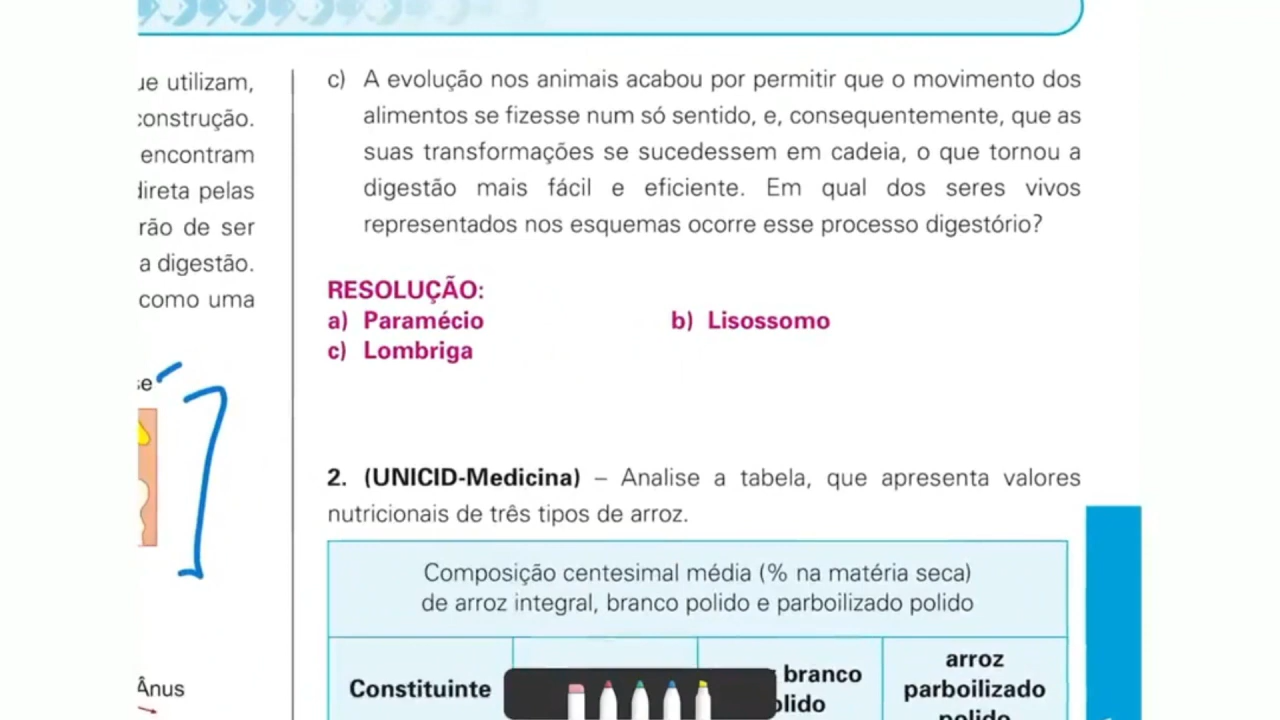 utilizam,
encontram
pelas
de ser
a digestão.
como uma
Ânus
c) A evolução nos animais acabou por permitir que o movimento dos
alimentos se fizesse num só sentido, e, consequentemente, que as
suas transformações se sucedessem em cadeia, o que tornou a
digestão mais fácil e eficiente. Em qual dos seres vivos
representados nos esquemas ocorre esse processo digestório?
RESOLUÇÃO:
a) Paramécio b) Lisossomo
c) Lombriga
2. (UNICID-Medicina) – Analise a tabela, que apresenta valores
nutricionais de três tipos de arroz.
Composição centesimal média (% na matéria seca)
de arroz integral, branco polido e parboilizado polido
Constituinte
branco
arroz
parboilizado
polido